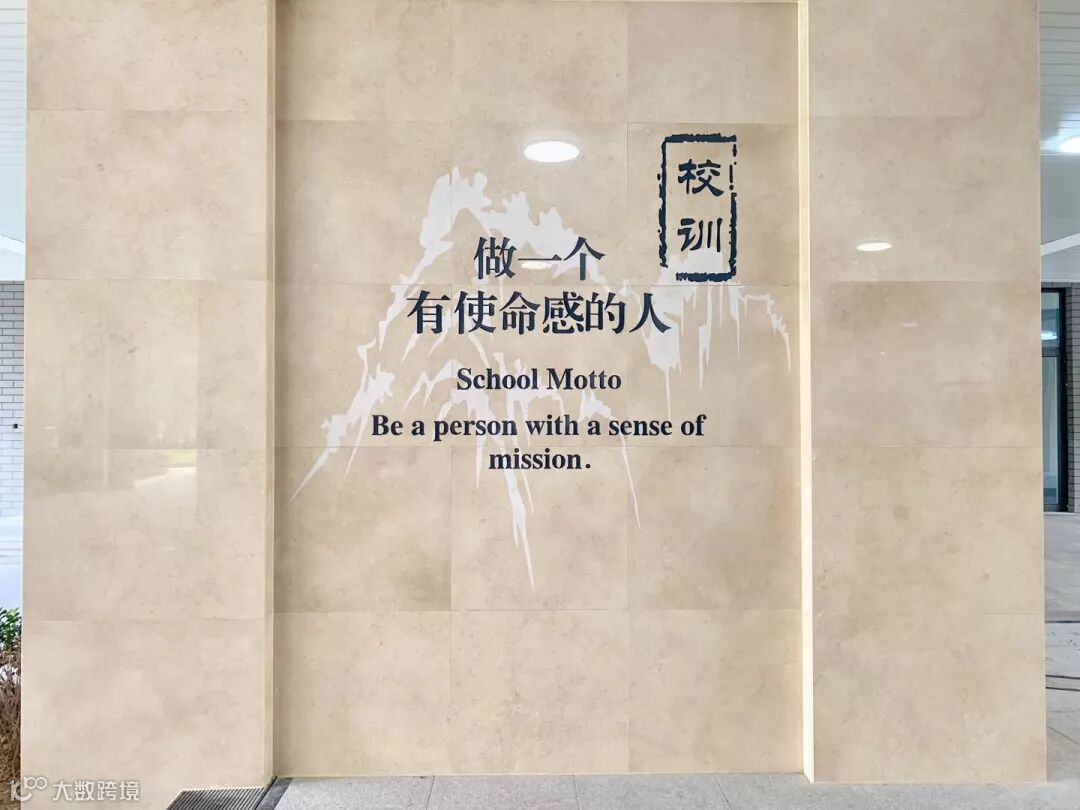 校
训
做一个
有使命感的人
School Motto
Be a person with a sense of
mission.
大数跨境